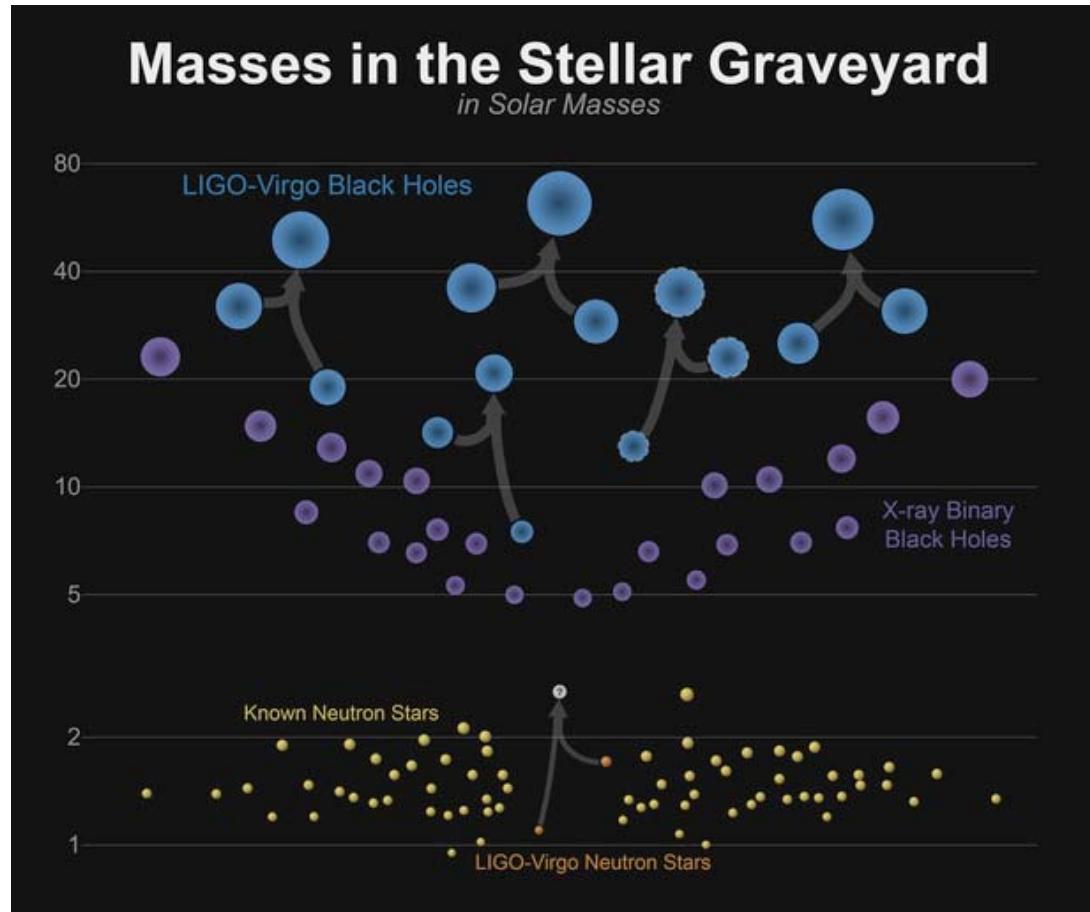 Masses in the Stellar Graveyard
in Solar Masses
80
LIGO-Virgo Black Holes
40
20
10
X-ray Binary
Black Holes
5
?
Known Neutron Stars
2
1
LIGO-Virgo Neutron Stars